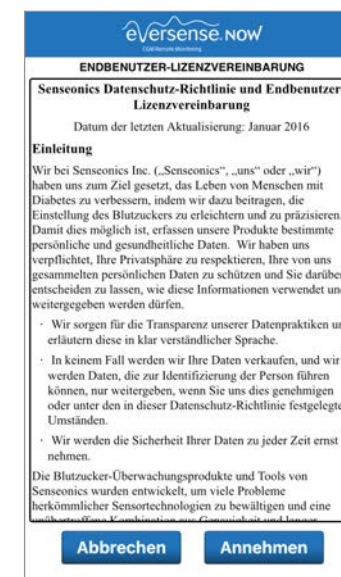 eversense. NOW
CGM Remote Monitoring
ENDBENUTZER-LIZENZVEREINBARUNG
Senseonics Datenschutz-Richtlinie und Endbenutzer
Lizenzvereinbarung
Datum der letzten Aktualisierung: Januar 2016
Einleitung
Wir bei Senseonics Inc. („Senseonics“, „uns“ oder „wir“)
haben uns zum Ziel gesetzt, das Leben von Menschen mit
Diabetes zu verbessern, indem wir dazu beitragen, die
Einstellung des Blutzuckers zu erleichtern und zu präzisieren.
Damit dies möglich ist, erfassen unsere Produkte bestimmte
persönliche und gesundheitliche Daten. Wir haben uns
verpflichtet, Ihre Privatsphäre zu respektieren, Ihre von uns
gesammelten persönlichen Daten zu schützen und Sie darüber
entscheiden zu lassen, wie diese Informationen verwendet und
weitergegeben werden dürfen.
· Wir sorgen für die Transparenz unserer Datenpraktiken un
erläutern diese in klar verständlicher Sprache.
· In keinem Fall werden wir Ihre Daten verkaufen, und wir
werden Daten, die zur Identifizierung der Person führen
können, nur weitergeben, wenn Sie uns dies genehmigen
oder unter den in dieser Datenschutz-Richtlinie festgelegte
Umständen.
· Wir werden die Sicherheit Ihrer Daten zu jeder Zeit ernst
nehmen.
Die Blutzucker-Überwachungsprodukte und Tools von
Senseonics wurden entwickelt, um viele Probleme
herkömmlicher Sensortechnologien zu bewältigen und eine
unübertroffene Kombination aus Genauigkeit und langer
Abbrechen
Annehmen